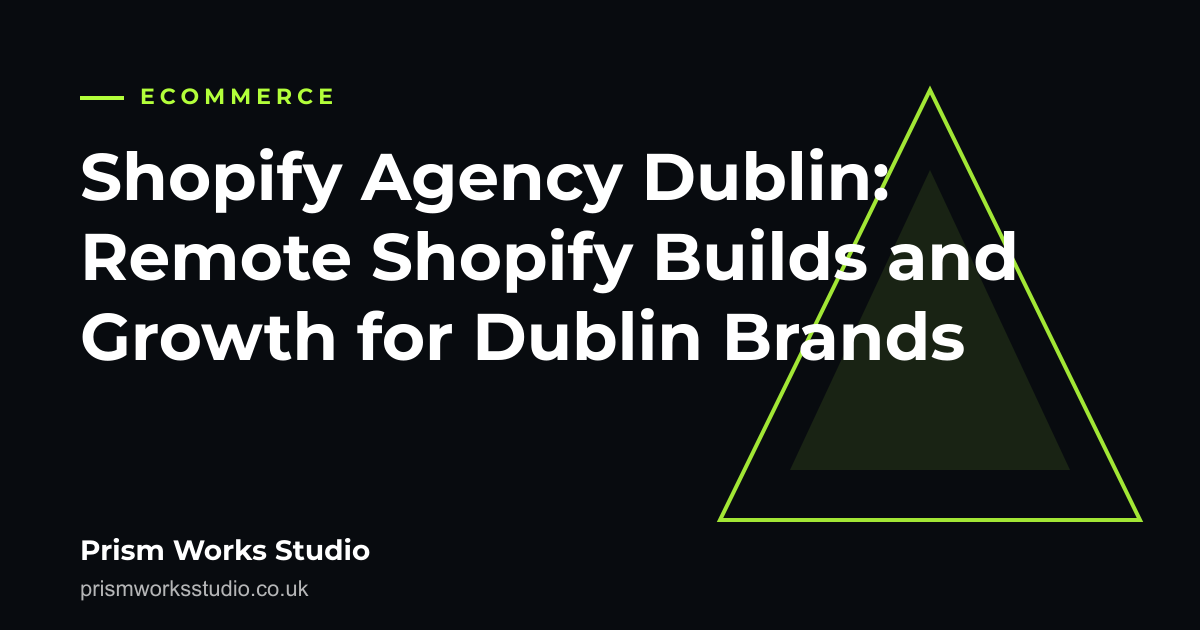 ECOMMERCE
Shopify Agency Dublin:
Remote Shopify Builds and
Growth for Dublin Brands
Prism Works Studio
prismworksstudio.co.uk